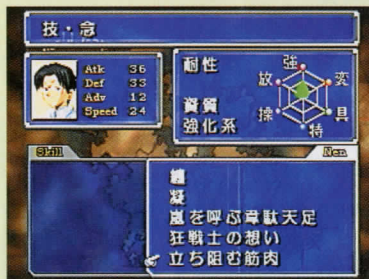 技・念
Atk 36
Def 33
Adv 12
Speed 24
耐性
資質
強化系
強
変
具
特
操
放
Skill
Nen
纏
凝
嵐を呼ぶ韋駄天足
狂戦士の想い
立ち阻む筋肉